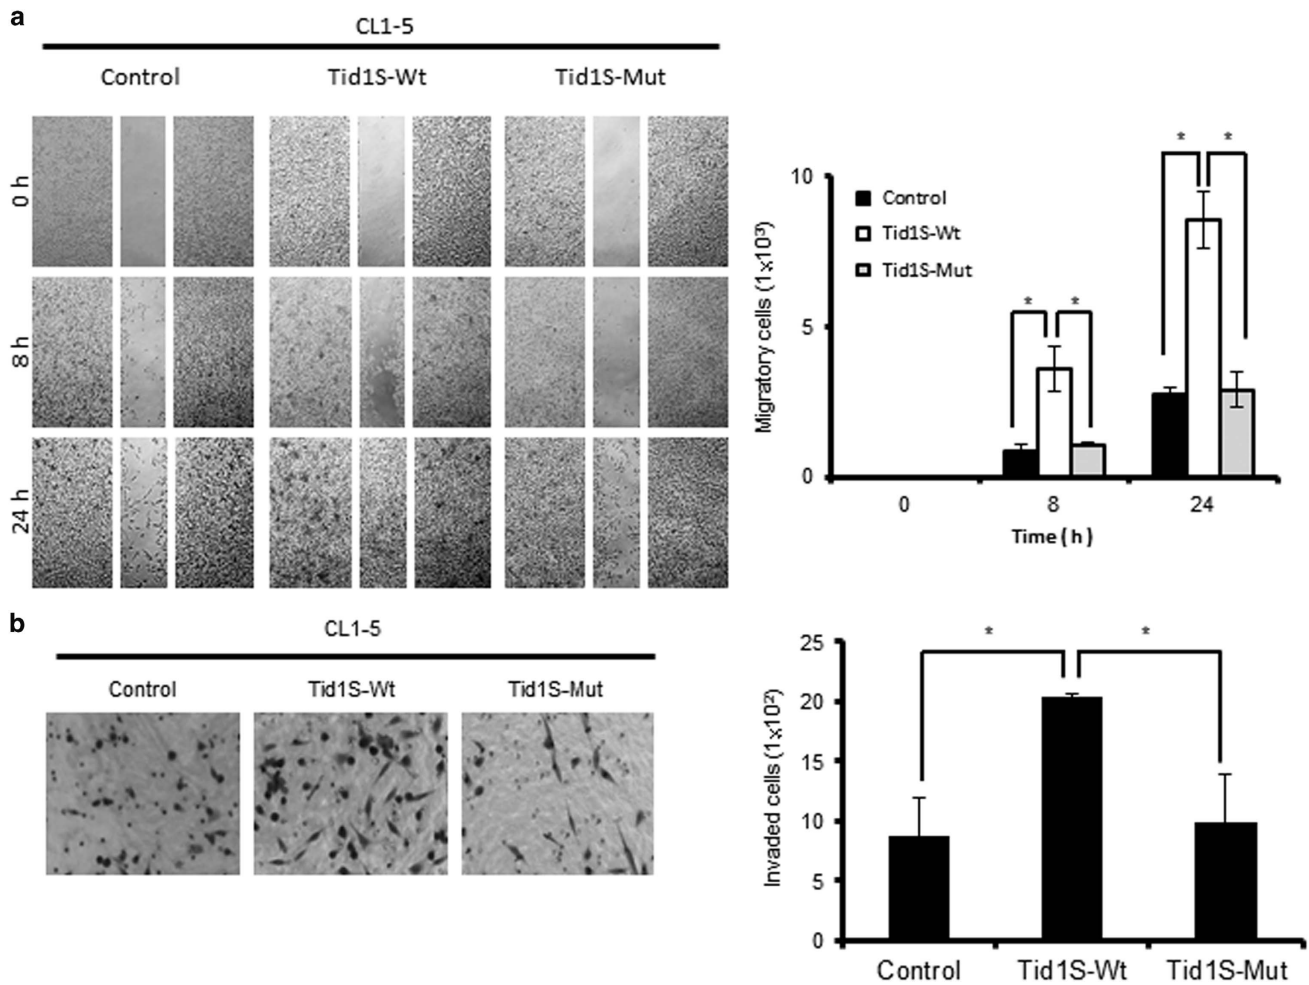 a
CL1-5
Control Tid1S-Wt Tid1S-Mut
0 h
8 h
24 h
Migratory cells (1x10³)
10
5
0
Control
Tid1S-Wt
Tid1S-Mut
* *
* *
0 8 24
Time ( h )
b
CL1-5
Control Tid1S-Wt Tid1S-Mut
Invaded cells (1x10²)
25
20
15
10
5
0
* *
Control Tid1S-Wt Tid1S-Mut